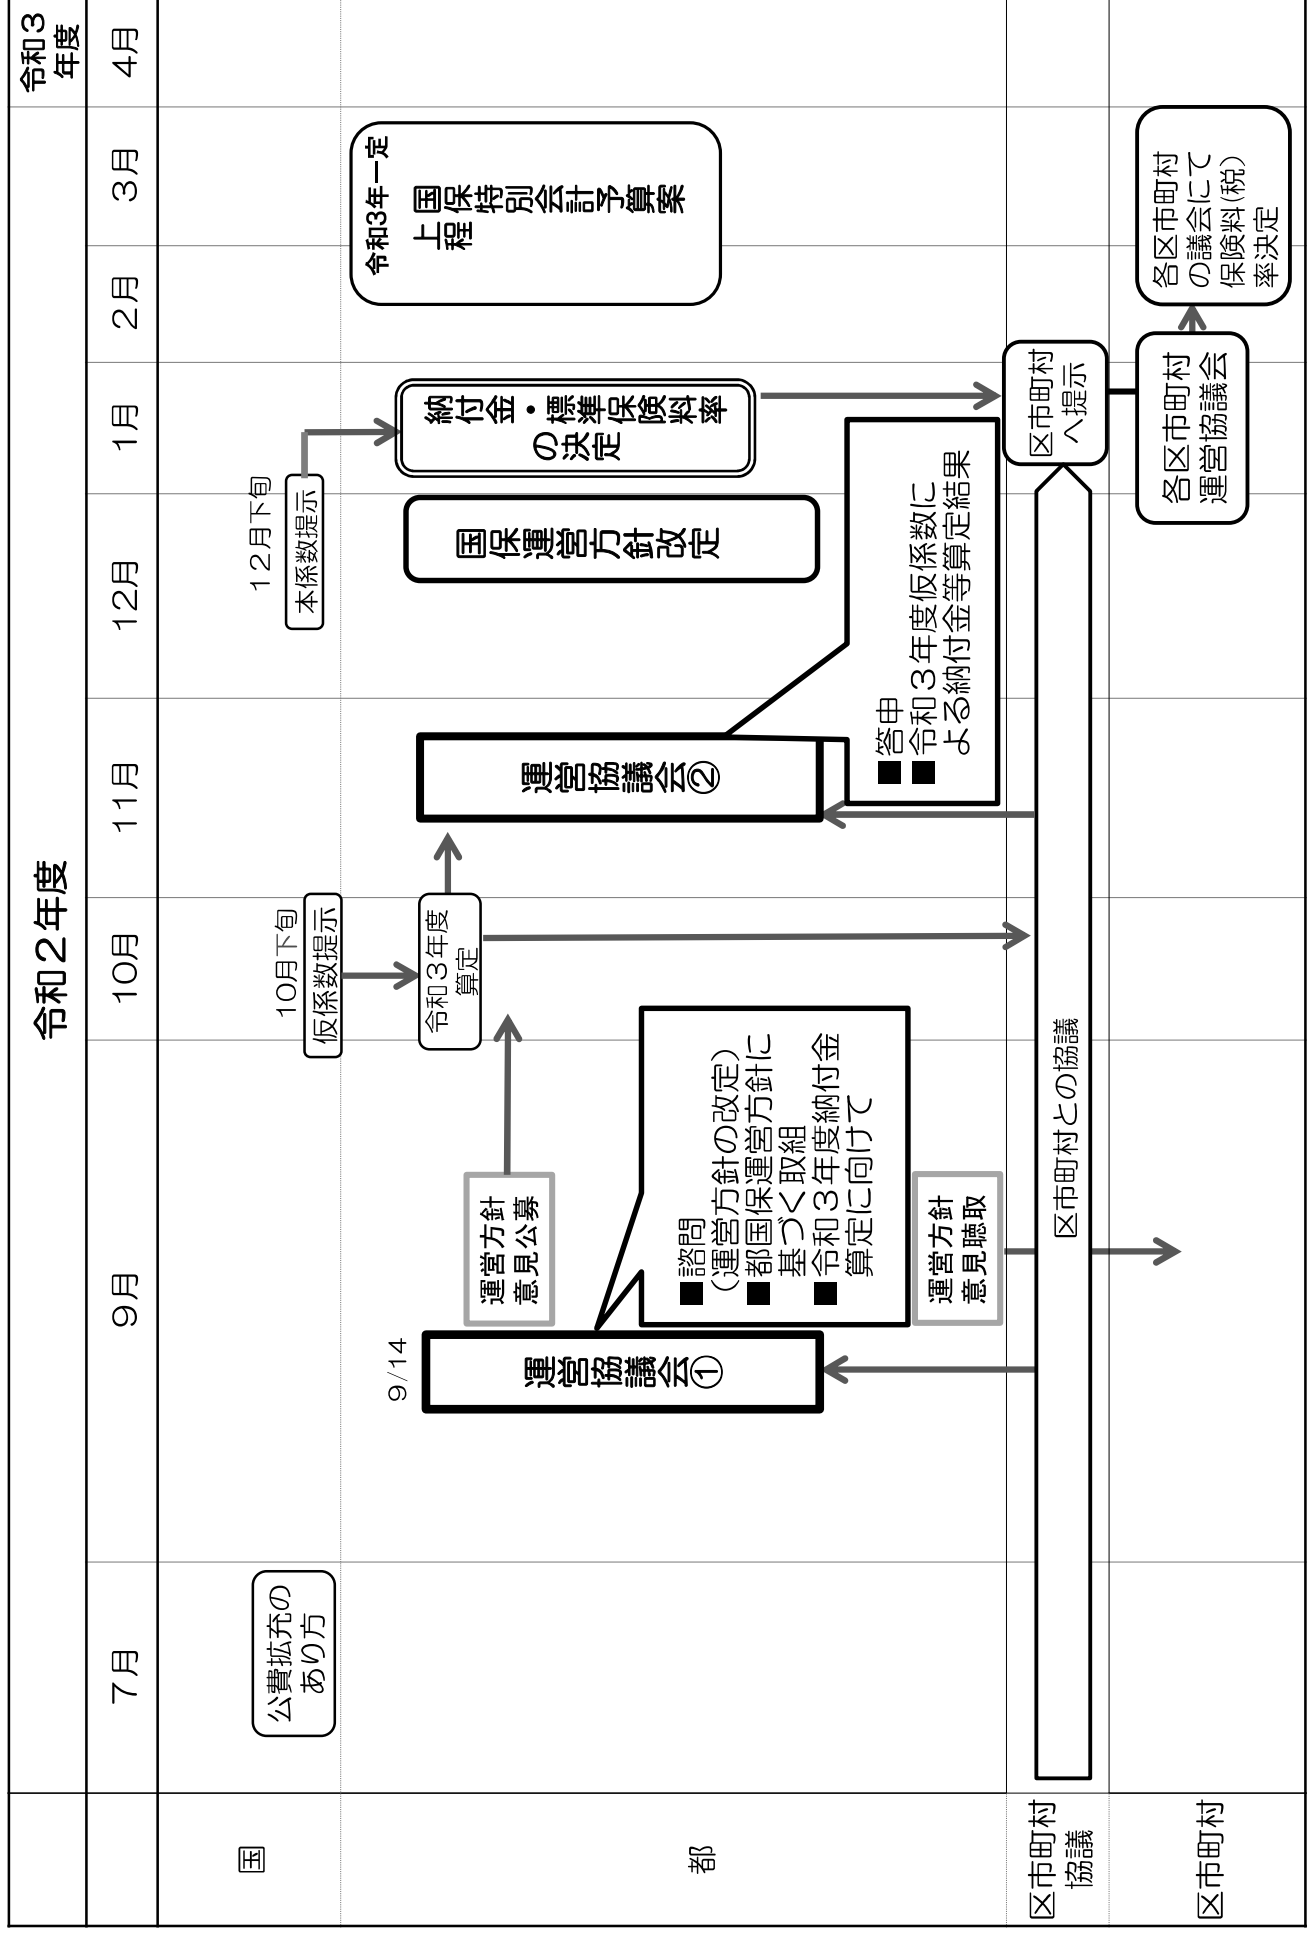 令和２年度
令和３
年度
７月
９月
１０月
１１月
１２月
１月
２月
３月
４月
国
公費拡充の
あり方
１０月下旬
仮係数提示
１２月下旬
本係数提示
都
９/１４
運営協議会①
運営方針
意見公募
■ 諮問
（運営方針の改定）
■ 都国保運営方針に
基づく取組
■ 令和３年度納付金
算定に向けて
運営方針
意見聴取
令和３年度
算定
運営協議会②
■ 答申
■ 令和３年度仮係数に
よる納付金等算定結果
国保運営方針改定
納付金・標準保険料率
の決定
令和3年一定
国保特別会計予算案
上程
区市町村
協議
区市町村との協議
区市町村
へ提示
区市町村
各区市町村
運営協議会
各区市町村
の議会にて
保険料(税)
率決定